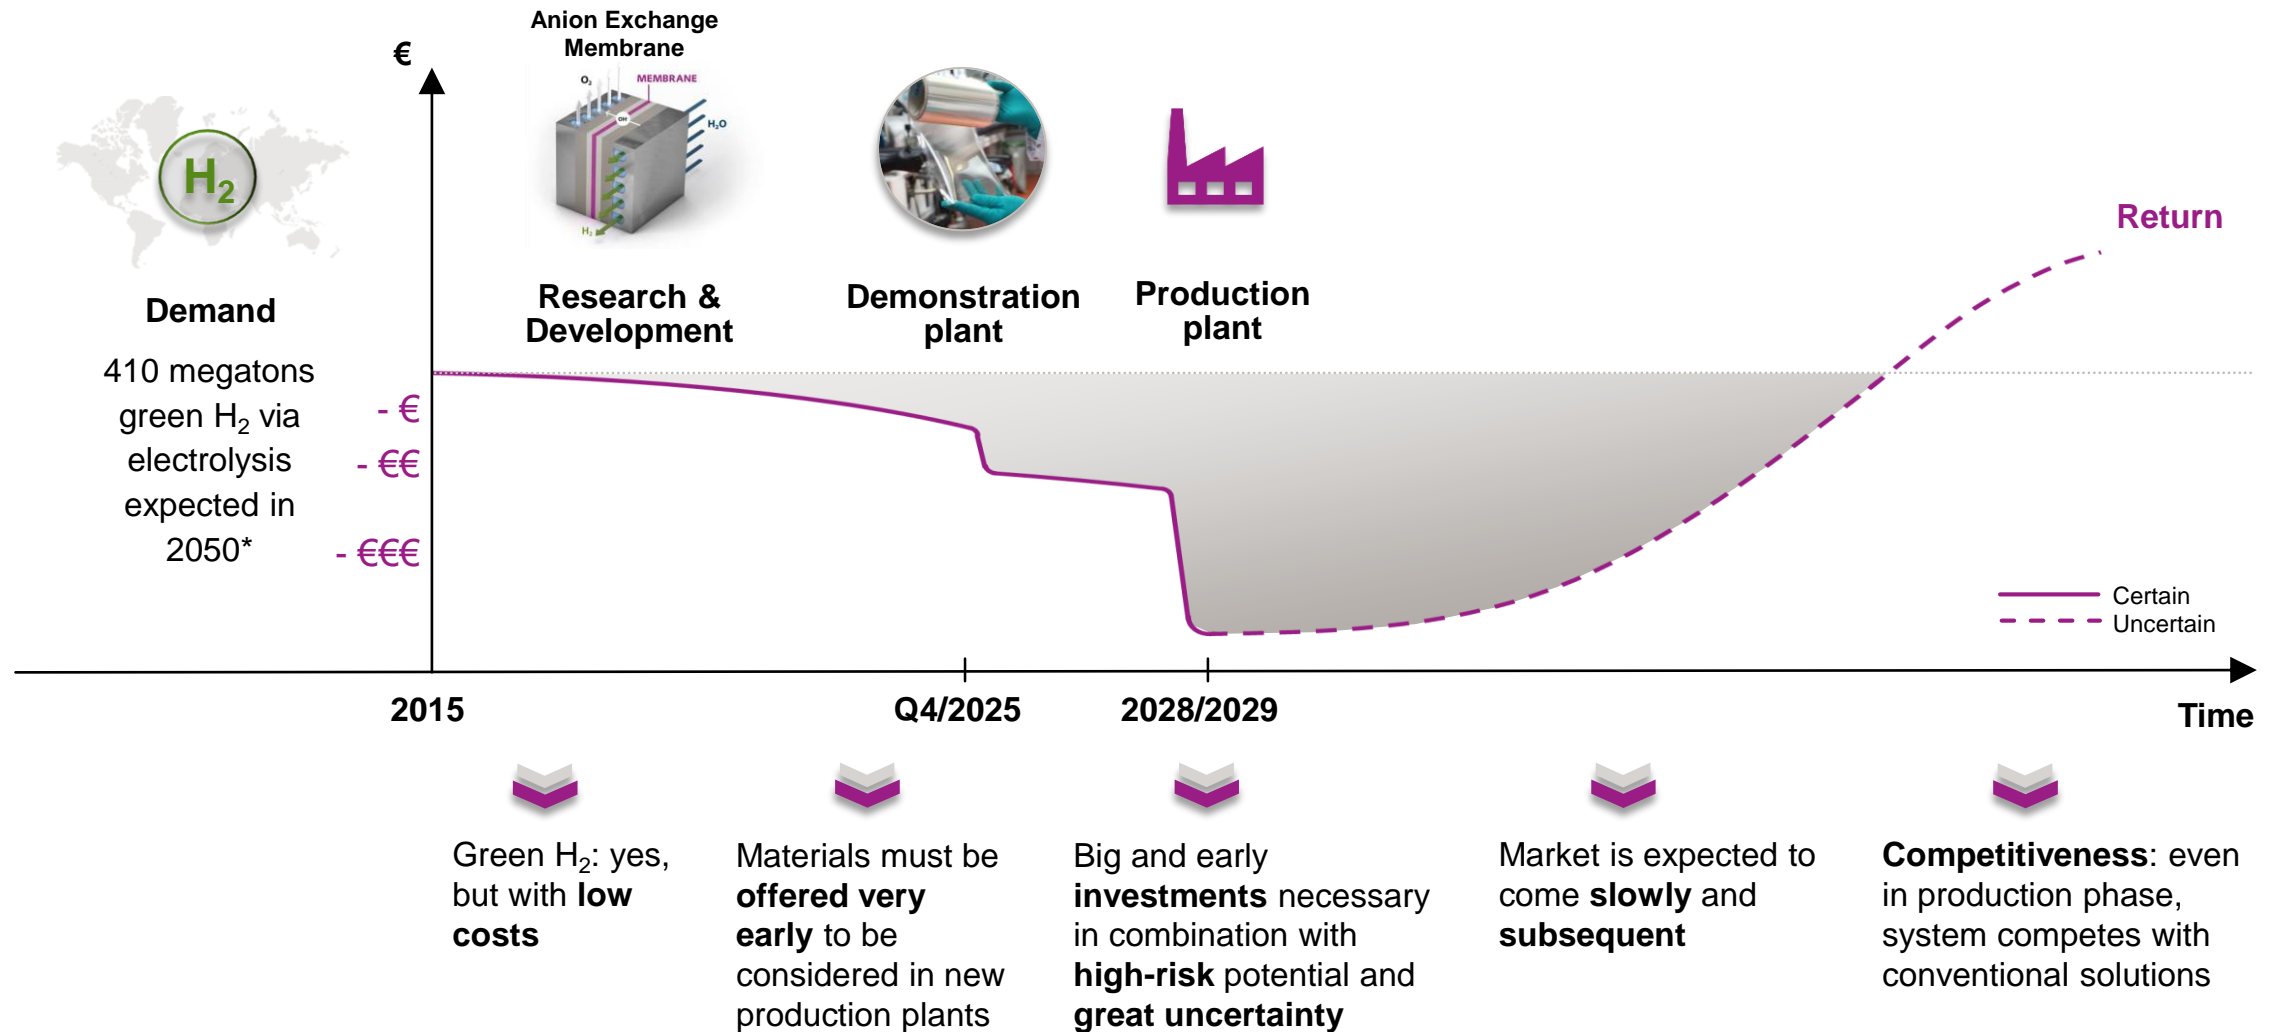 Anion Exchange
Membrane
€
O₂
MEMBRANE
OH⁻
H₂O
H₂
H₂
Return
Demand
Research &
Development
Demonstration
plant
Production
plant
410 megatons
green H₂ via
electrolysis
expected in
2050*
- €
- €€
- €€€
Certain
Uncertain
2015
Q4/2025
2028/2029
Time
Green H₂: yes,
but with low
costs
Materials must be
offered very
early to be
considered in new
production plants
Big and early
investments necessary
in combination with
high-risk potential and
great uncertainty
Market is expected to
come slowly and
subsequent
Competitiveness: even
in production phase,
system competes with
conventional solutions